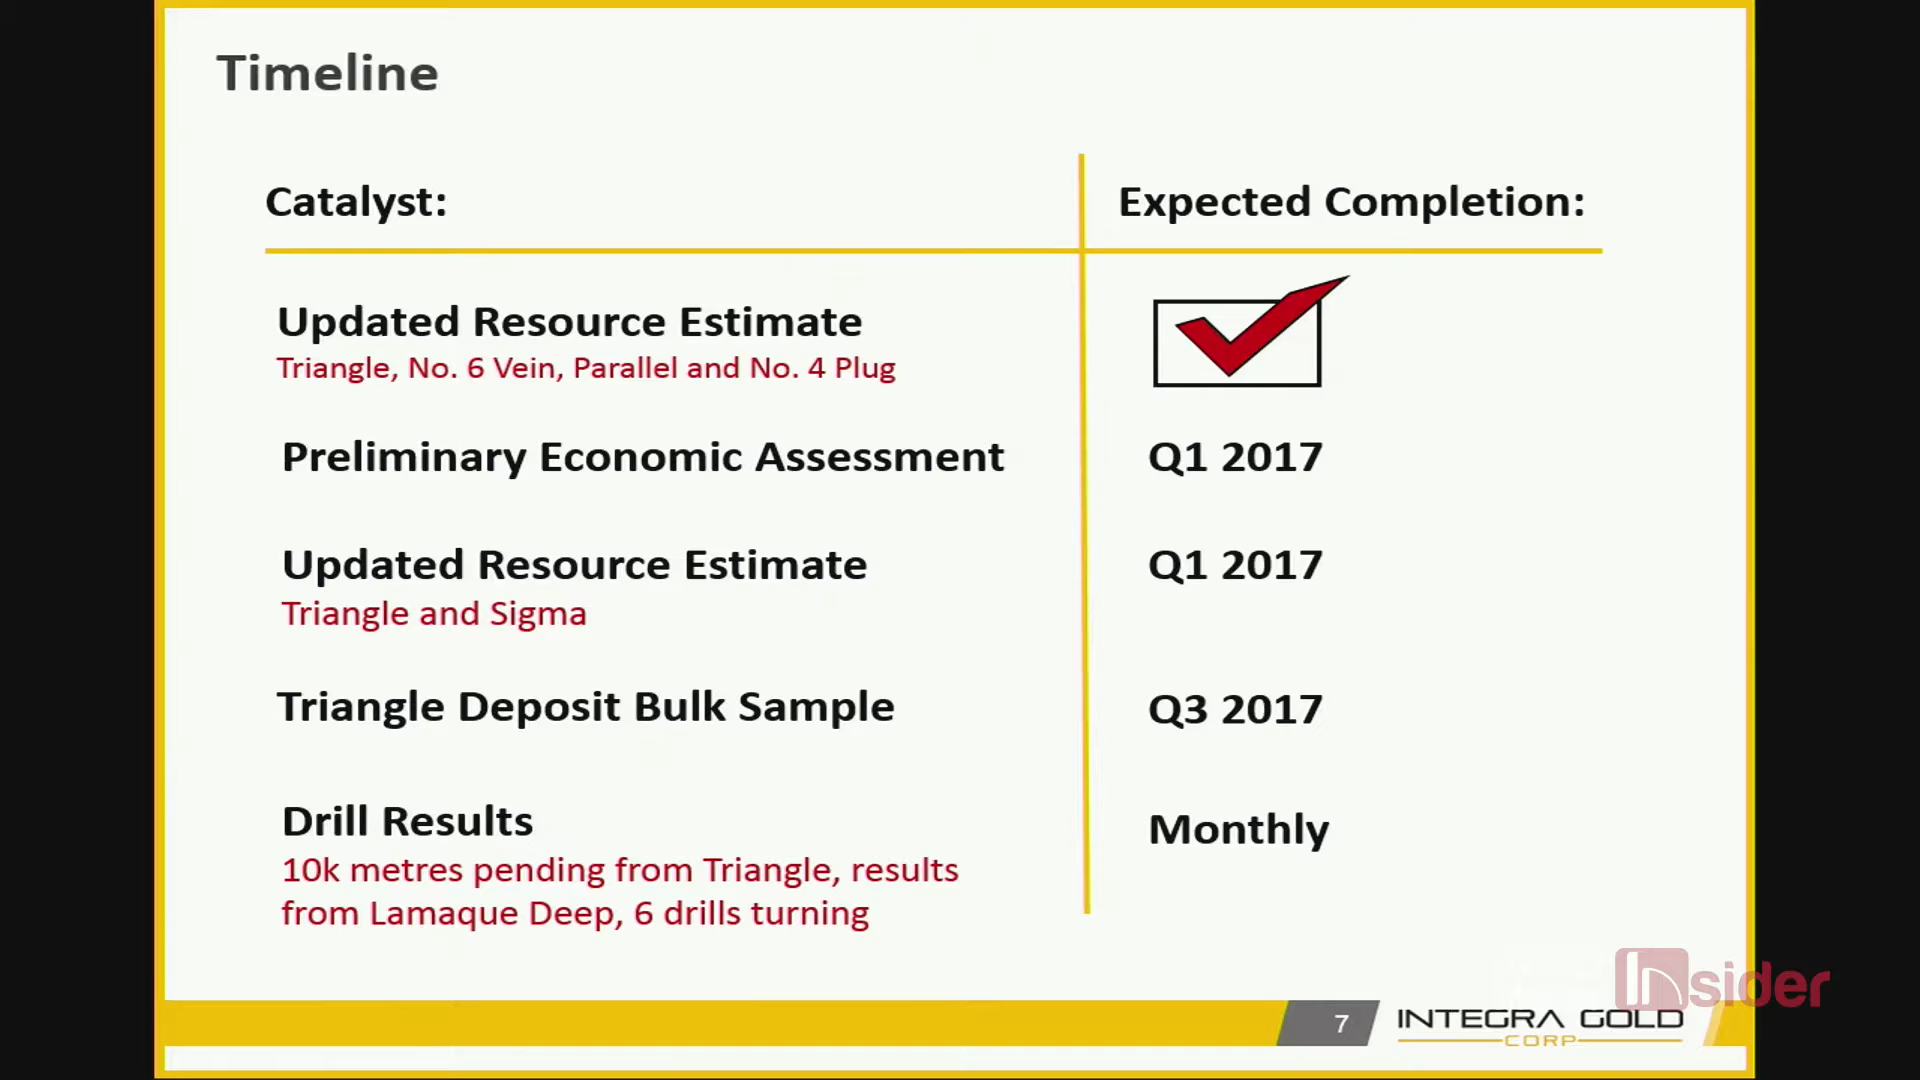 Timeline
Catalyst:
Expected Completion:
Updated Resource Estimate
Triangle, No. 6 Vein, Parallel and No. 4 Plug
Preliminary Economic Assessment
Q1 2017
Updated Resource Estimate
Q1 2017
Triangle and Sigma
Triangle Deposit Bulk Sample
Q3 2017
Drill Results
Monthly
10k metres pending from Triangle, results
from Lamaque Deep, 6 drills turning
Insider
7
INTEGRA GOLD
CORP